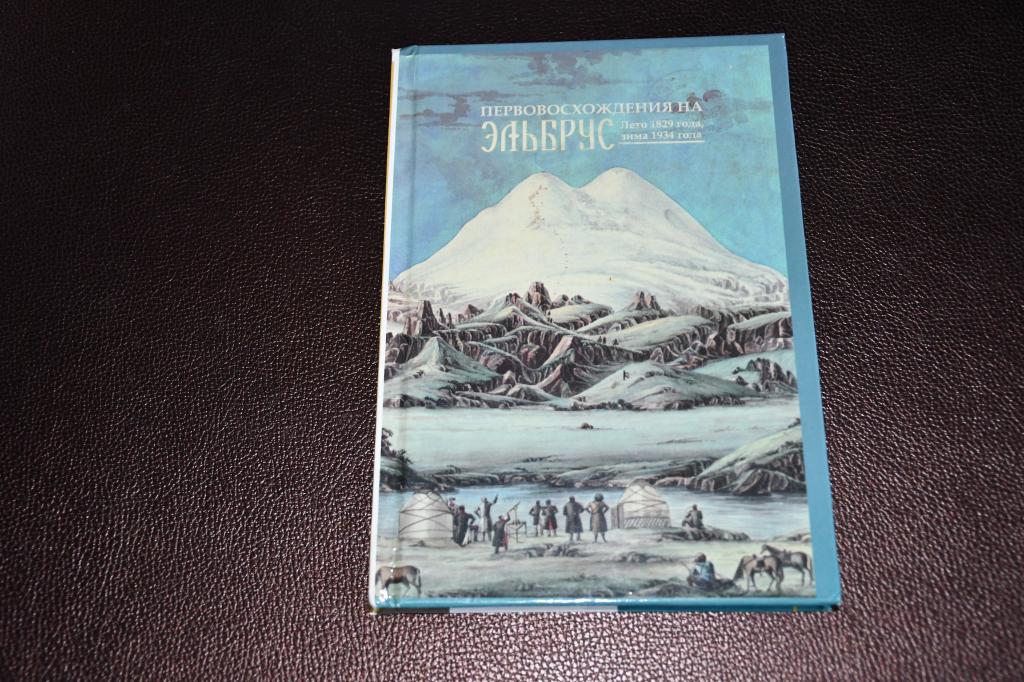 ПЕРВОВОСХОЖДЕНИЯ НА
ЭЛЬБРУС
Лето 1829 года,
зима 1934 года